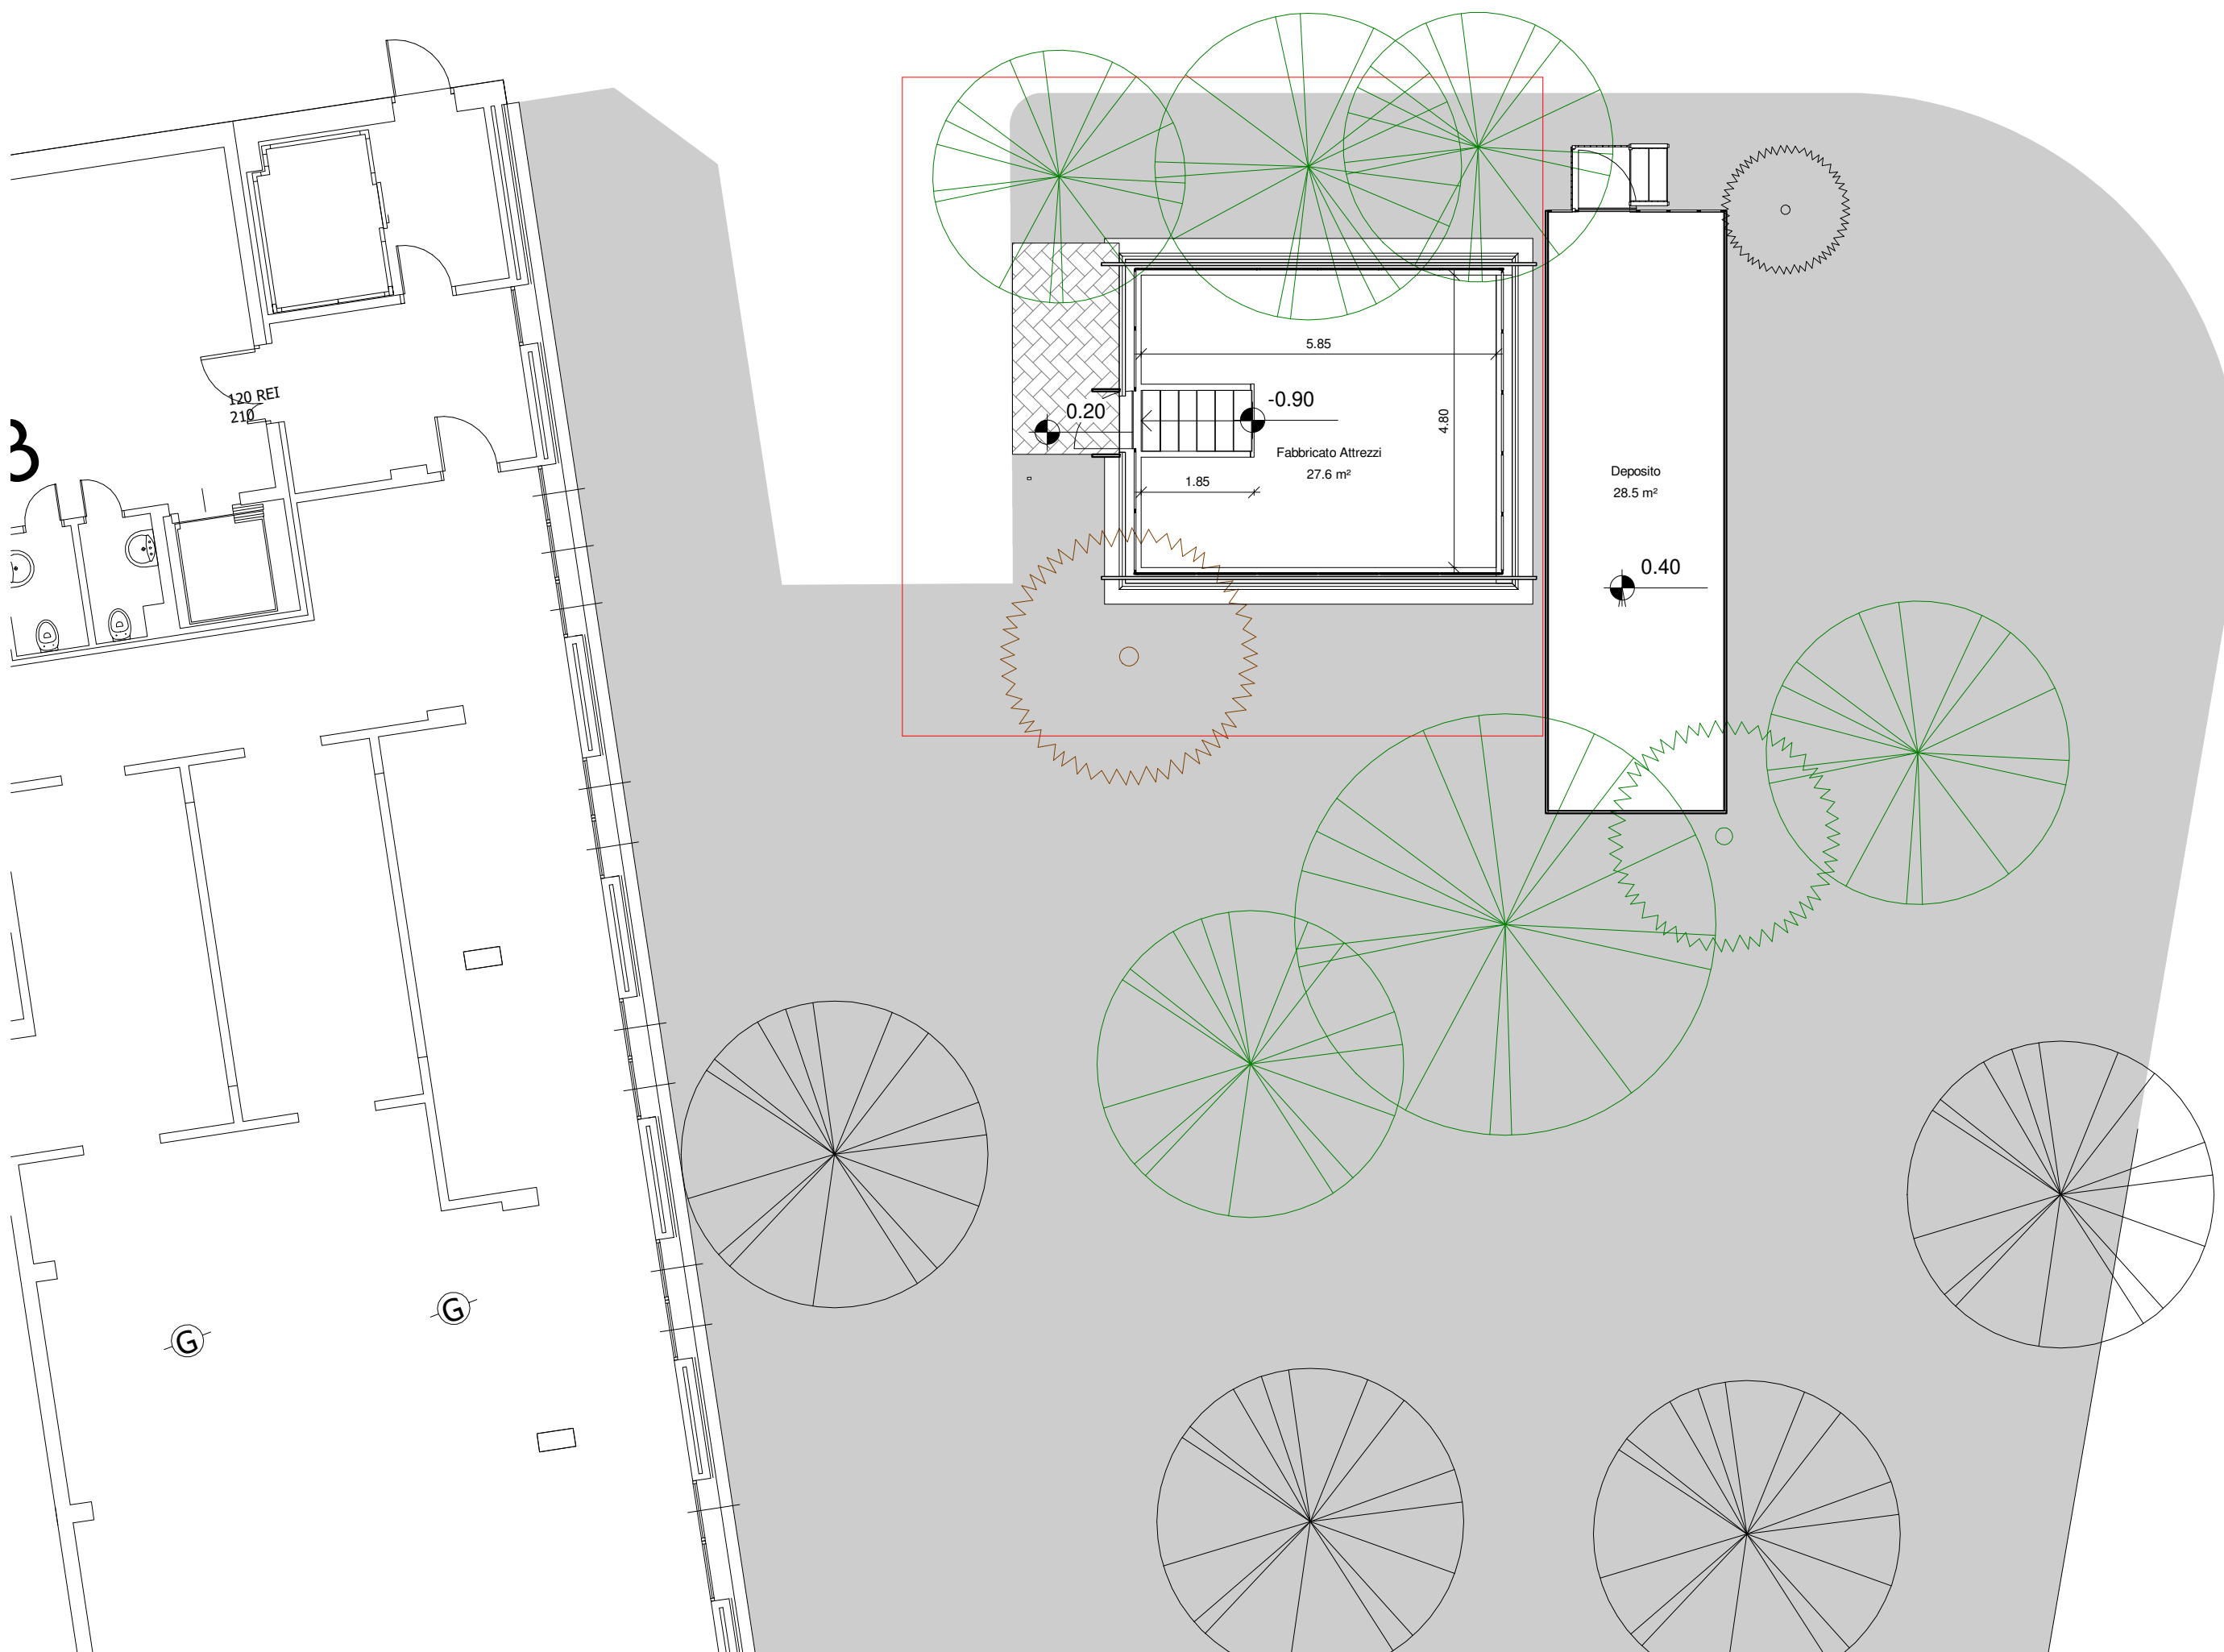 120 REI
210
3
G
G
5.85
-0.90
0.20
4.80
Fabbricato Attrezzi
27.6 m²
1.85
Deposito
28.5 m²
0.40